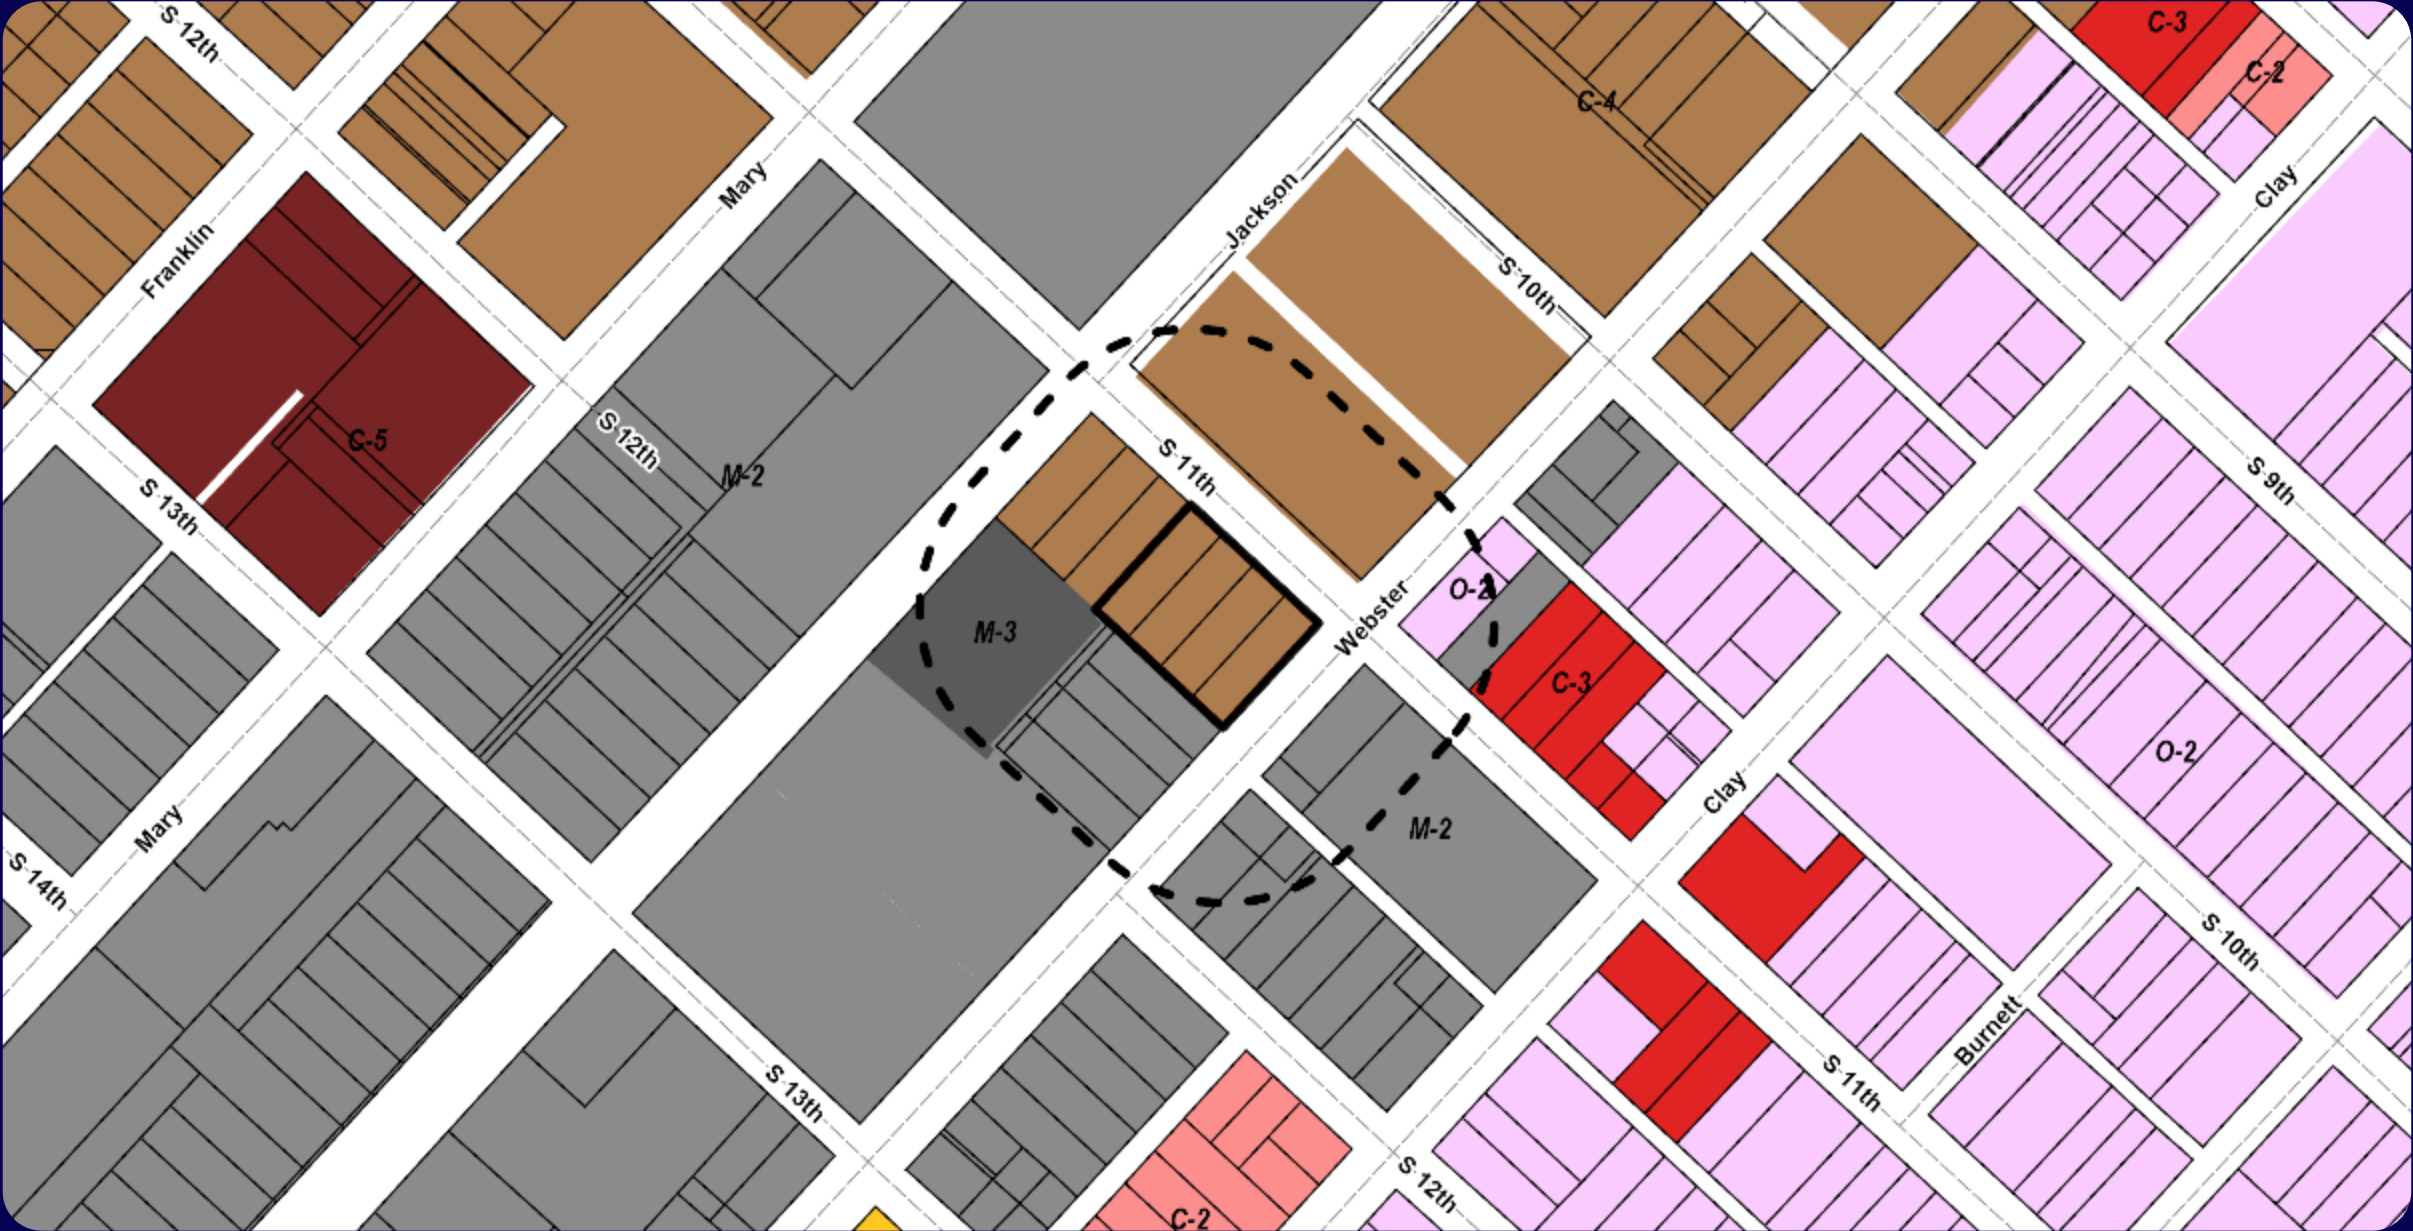 S 12th
C-3
C-2
C-4
Mary
Clay
Jackson
Franklin
S 10th
C-5
S 12th
M-2
S 11th
S 9th
S 13th
O-2
Webster
M-3
C-3
O-2
Clay
Mary
M-2
S 14th
S 10th
Burnett
S 13th
S 11th
S 12th
C-2